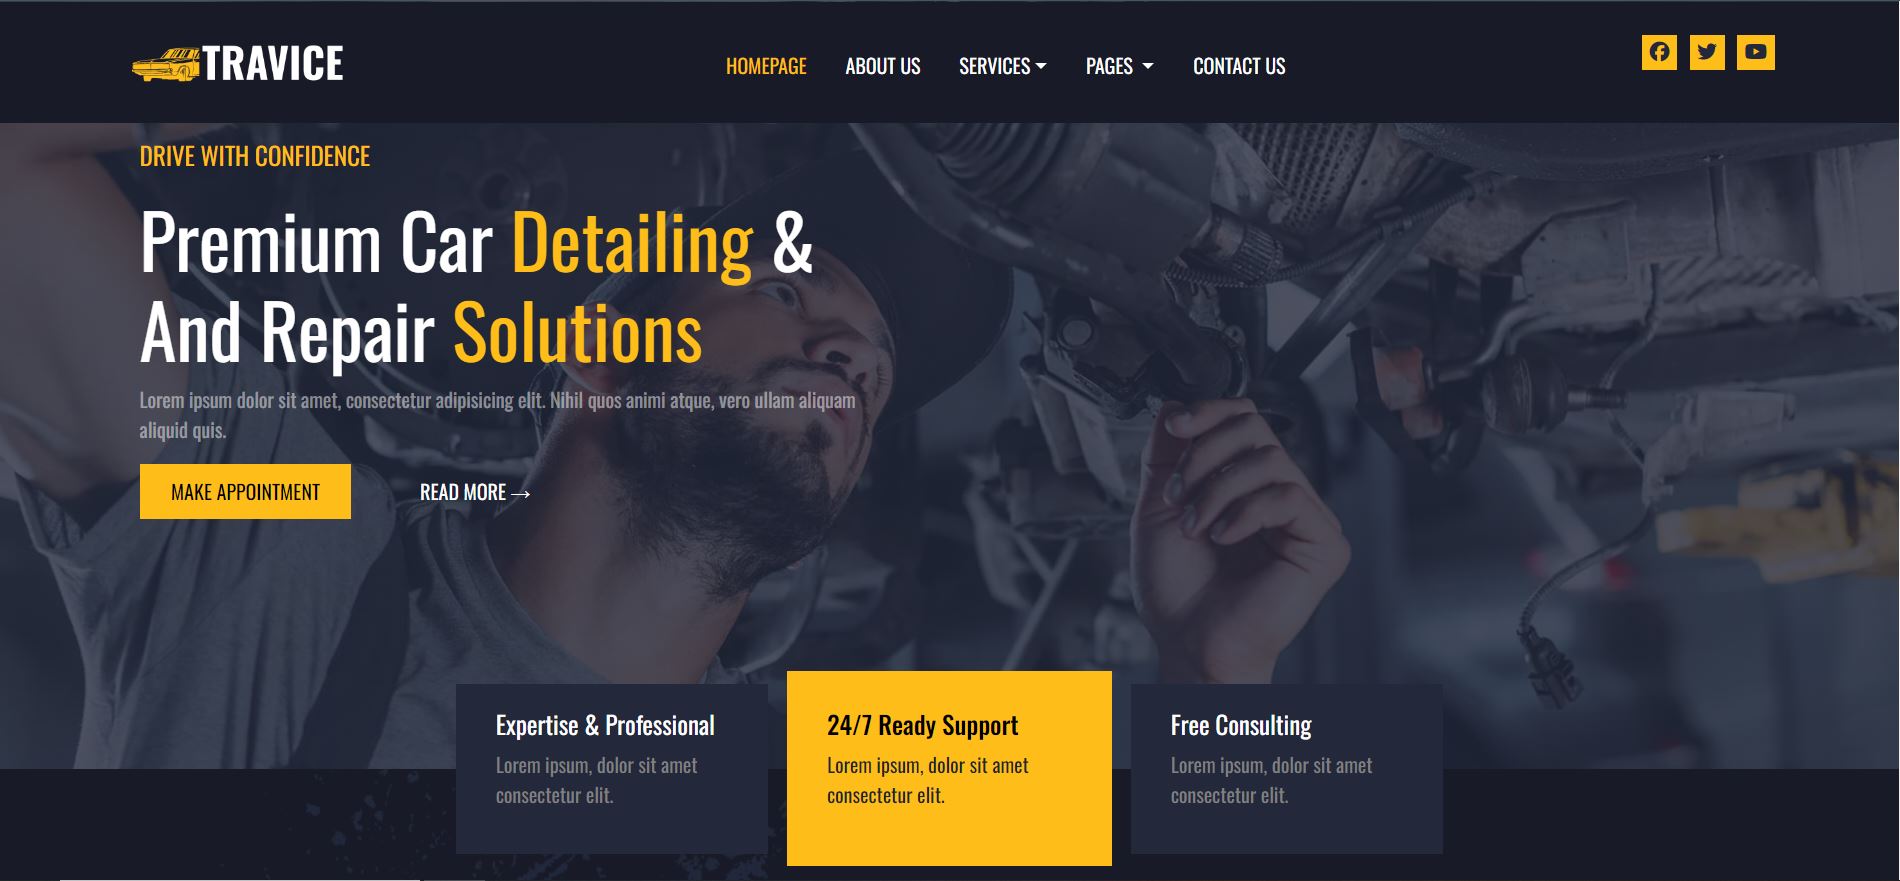 TRAVICE
HOMEPAGE
ABOUT US
SERVICES
PAGES
CONTACT US
DRIVE WITH CONFIDENCE
Premium Car Detailing &
And Repair Solutions
Lorem ipsum dolor sit amet, consectetur adipisicing elit. Nihil quos animi atque, vero ullam aliquam
aliquid quis.
MAKE APPOINTMENT
READ MORE →
Expertise & Professional
Lorem ipsum, dolor sit amet
consectetur elit.
24/7 Ready Support
Lorem ipsum, dolor sit amet
consectetur elit.
Free Consulting
Lorem ipsum, dolor sit amet
consectetur elit.